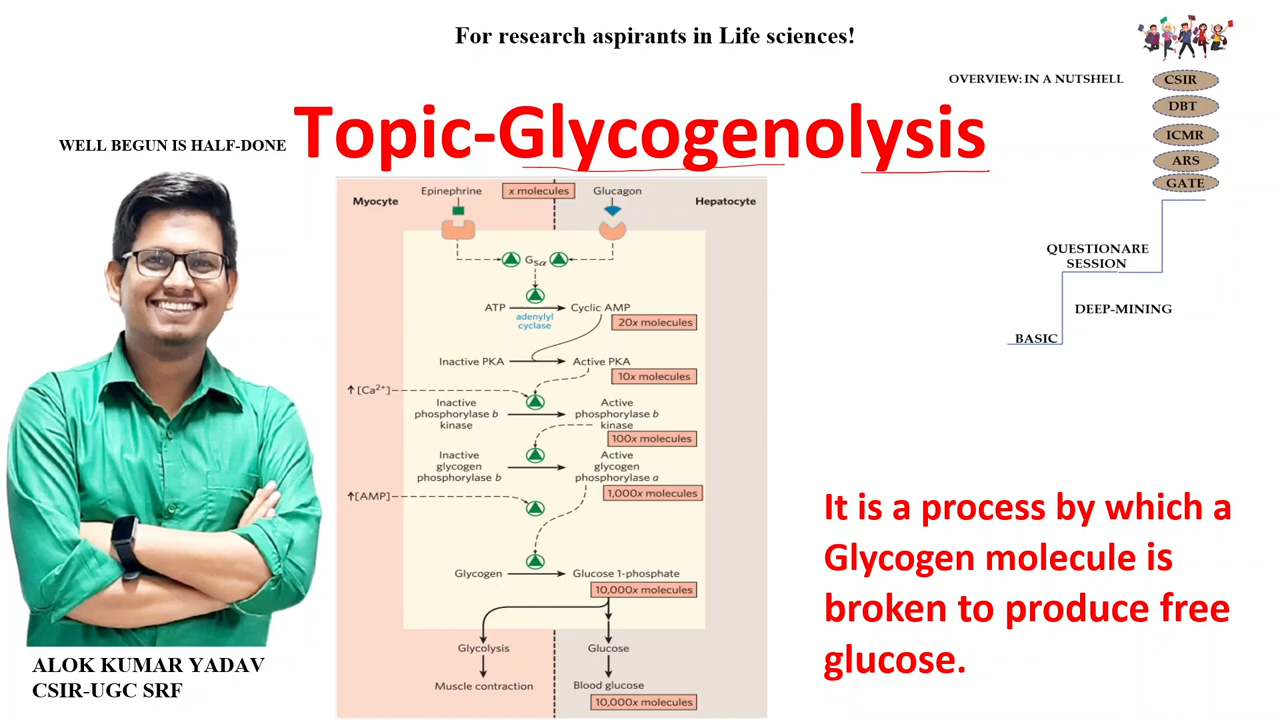 For research aspirants in Life sciences!
OVERVIEW: IN A NUTSHELL
CSIR
DBT
ICMR
ARS
GATE
QUESTIONARE
SESSION
DEEP-MINING
BASIC
WELL BEGUN IS HALF-DONE
Topic-Glycogenolysis
Myocyte
Epinephrine
x molecules
Glucagon
Hepatocyte
Gsα
ATP
adenylyl
cyclase
Cyclic AMP
20x molecules
Inactive PKA
Active PKA
10x molecules
↑[Ca²⁺]
Inactive
phosphorylase b
kinase
Active
phosphorylase b
kinase
100x molecules
Inactive
glycogen
phosphorylase b
Active
glycogen
phosphorylase a
1,000x molecules
↑[AMP]
Glycogen
Glucose 1-phosphate
10,000x molecules
Glycolysis
Glucose
Muscle contraction
Blood glucose
10,000x molecules
It is a process by which a
Glycogen molecule is
broken to produce free
glucose.
ALOK KUMAR YADAV
CSIR-UGC SRF